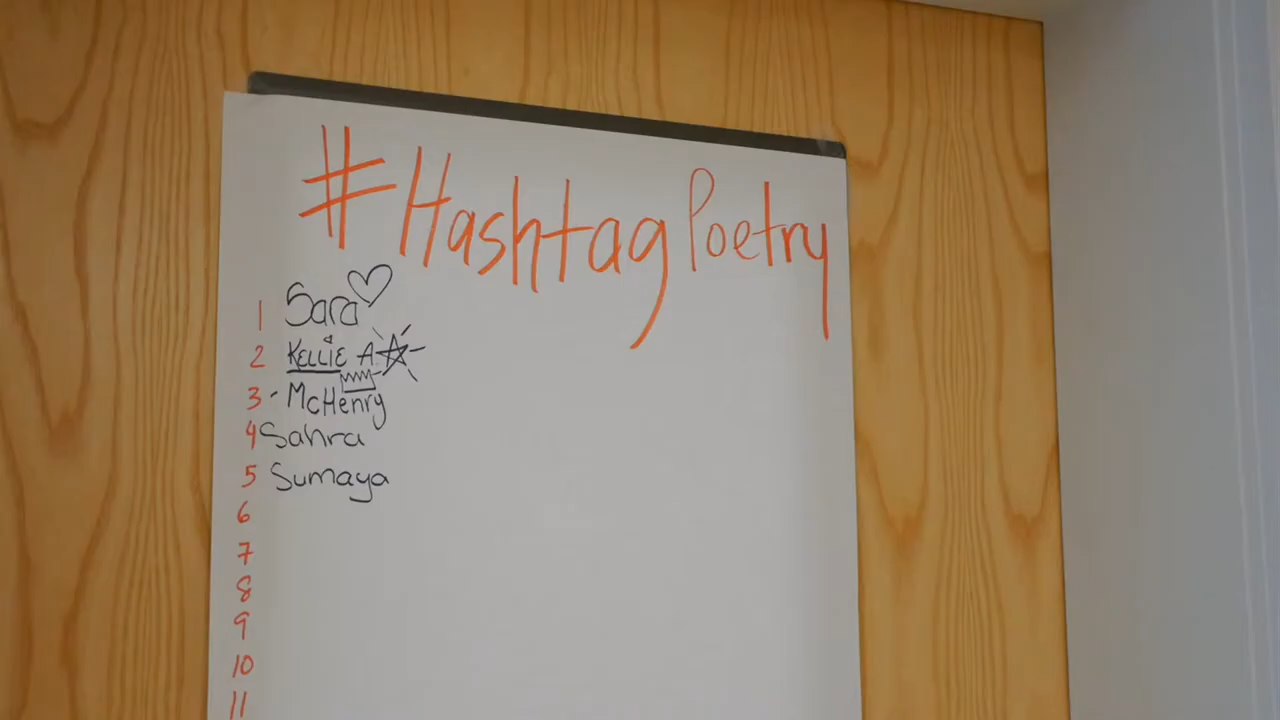 #HashtagPoetry
1 Sara
2 KELLIE A
3 - McHenry
4 Sahra
5 Sumaya
6
7
8
9
10
11